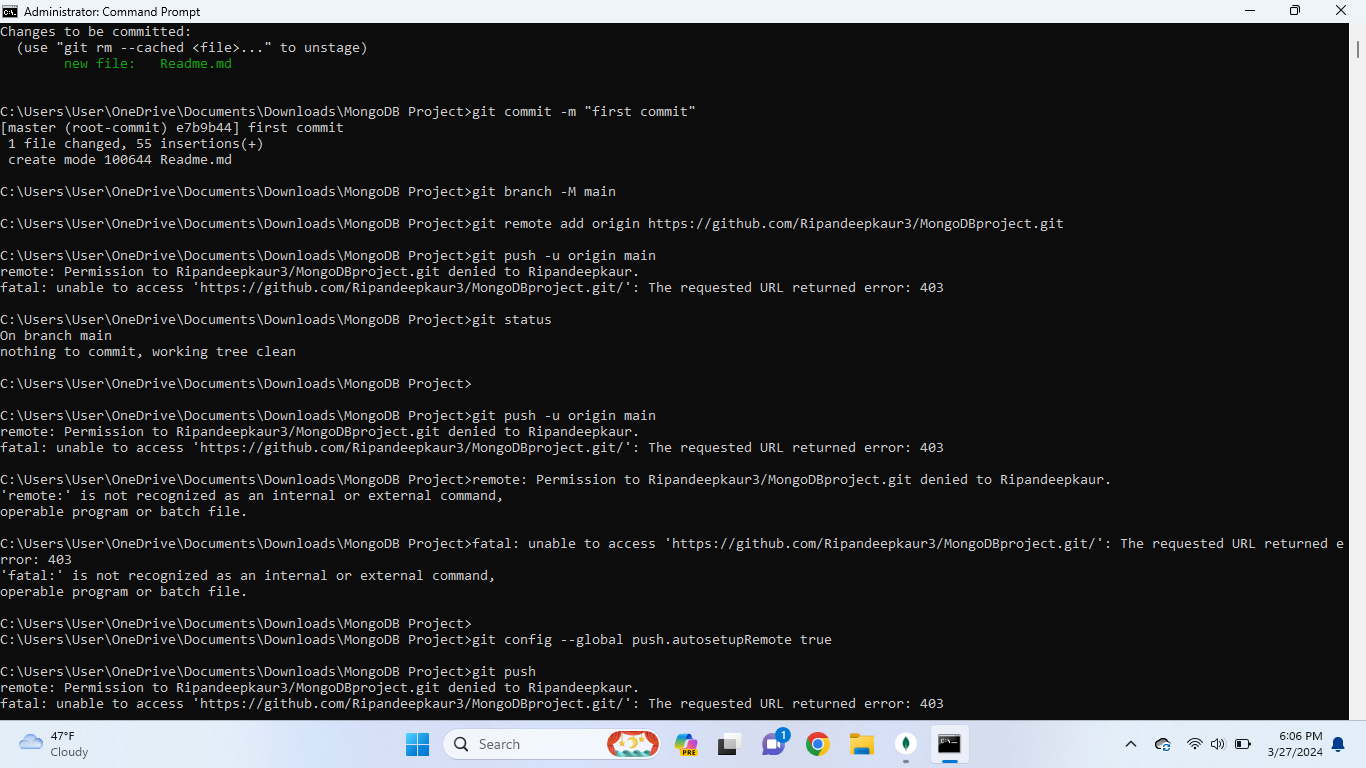 Administrator: Command Prompt
Changes to be committed:
  (use "git rm --cached <file>..." to unstage)
        new file:   Readme.md
C:\Users\User\OneDrive\Documents\Downloads\MongoDB Project>git commit -m "first commit"
[master (root-commit) e7b9b44] first commit
 1 file changed, 55 insertions(+)
 create mode 100644 Readme.md
C:\Users\User\OneDrive\Documents\Downloads\MongoDB Project>git branch -M main
C:\Users\User\OneDrive\Documents\Downloads\MongoDB Project>git remote add origin https://github.com/Ripandeepkaur3/MongoDBproject.git
C:\Users\User\OneDrive\Documents\Downloads\MongoDB Project>git push -u origin main
remote: Permission to Ripandeepkaur3/MongoDBproject.git denied to Ripandeepkaur.
fatal: unable to access 'https://github.com/Ripandeepkaur3/MongoDBproject.git/': The requested URL returned error: 403
C:\Users\User\OneDrive\Documents\Downloads\MongoDB Project>git status
On branch main
nothing to commit, working tree clean
C:\Users\User\OneDrive\Documents\Downloads\MongoDB Project>
C:\Users\User\OneDrive\Documents\Downloads\MongoDB Project>git push -u origin main
remote: Permission to Ripandeepkaur3/MongoDBproject.git denied to Ripandeepkaur.
fatal: unable to access 'https://github.com/Ripandeepkaur3/MongoDBproject.git/': The requested URL returned error: 403
C:\Users\User\OneDrive\Documents\Downloads\MongoDB Project>remote: Permission to Ripandeepkaur3/MongoDBproject.git denied to Ripandeepkaur.
'remote:' is not recognized as an internal or external command,
operable program or batch file.
C:\Users\User\OneDrive\Documents\Downloads\MongoDB Project>fatal: unable to access 'https://github.com/Ripandeepkaur3/MongoDBproject.git/': The requested URL returned e
rror: 403
'fatal:' is not recognized as an internal or external command,
operable program or batch file.
C:\Users\User\OneDrive\Documents\Downloads\MongoDB Project>
C:\Users\User\OneDrive\Documents\Downloads\MongoDB Project>git config --global push.autosetupRemote true
C:\Users\User\OneDrive\Documents\Downloads\MongoDB Project>git push
remote: Permission to Ripandeepkaur3/MongoDBproject.git denied to Ripandeepkaur.
fatal: unable to access 'https://github.com/Ripandeepkaur3/MongoDBproject.git/': The requested URL returned error: 403
47°F
Cloudy
Search
PRE
1
6:06 PM
3/27/2024